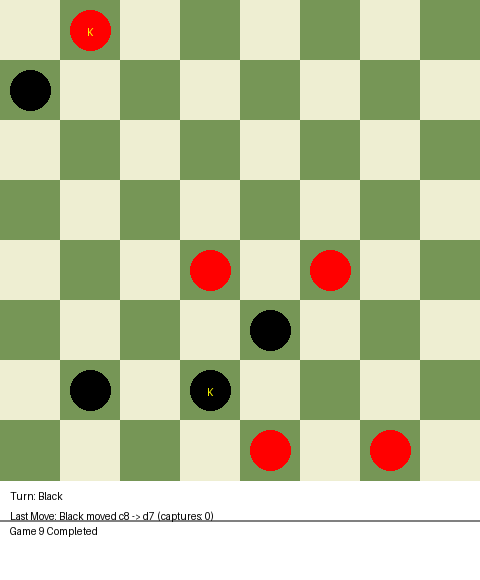 K
K
Turn: Black
Last Move: Black moved c8 -> d7 (captures: 0)
Game 9 Completed